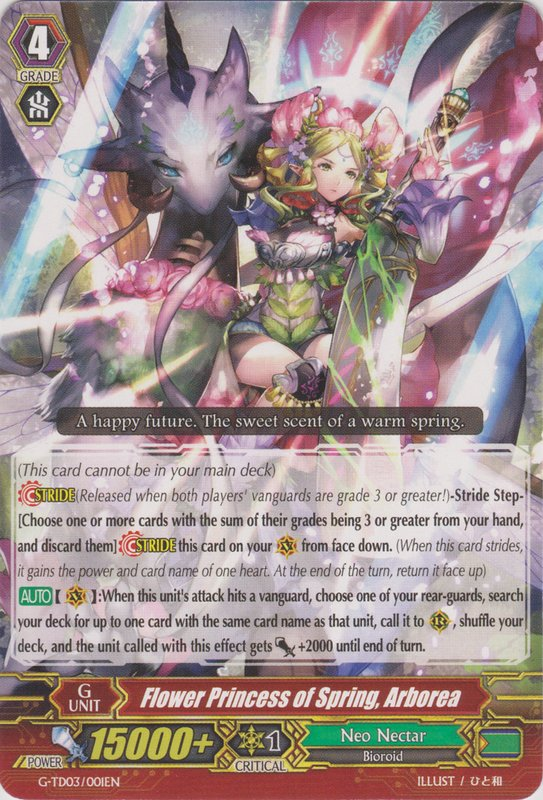 4
GRADE
A happy future. The sweet scent of a warm spring.
(This card cannot be in your main deck)
STRIDE(Released when both players' vanguards are grade 3 or greater!)-Stride Step-
[Choose one or more cards with the sum of their grades being 3 or greater from your hand,
and discard them] STRIDE this card on your V from face down. (When this card strides,
it gains the power and card name of one heart. At the end of the turn, return it face up)
AUTO【 V 】:When this unit's attack hits a vanguard, choose one of your rear-guards, search
your deck for up to one card with the same card name as that unit, call it to R , shuffle your
deck, and the unit called with this effect gets +2000 until end of turn.
G
UNIT
Flower Princess of Spring, Arborea
POWER
15000+
1
CRITICAL
Neo Nectar
Bioroid
G-TD03/001EN
ILLUST / ひと和